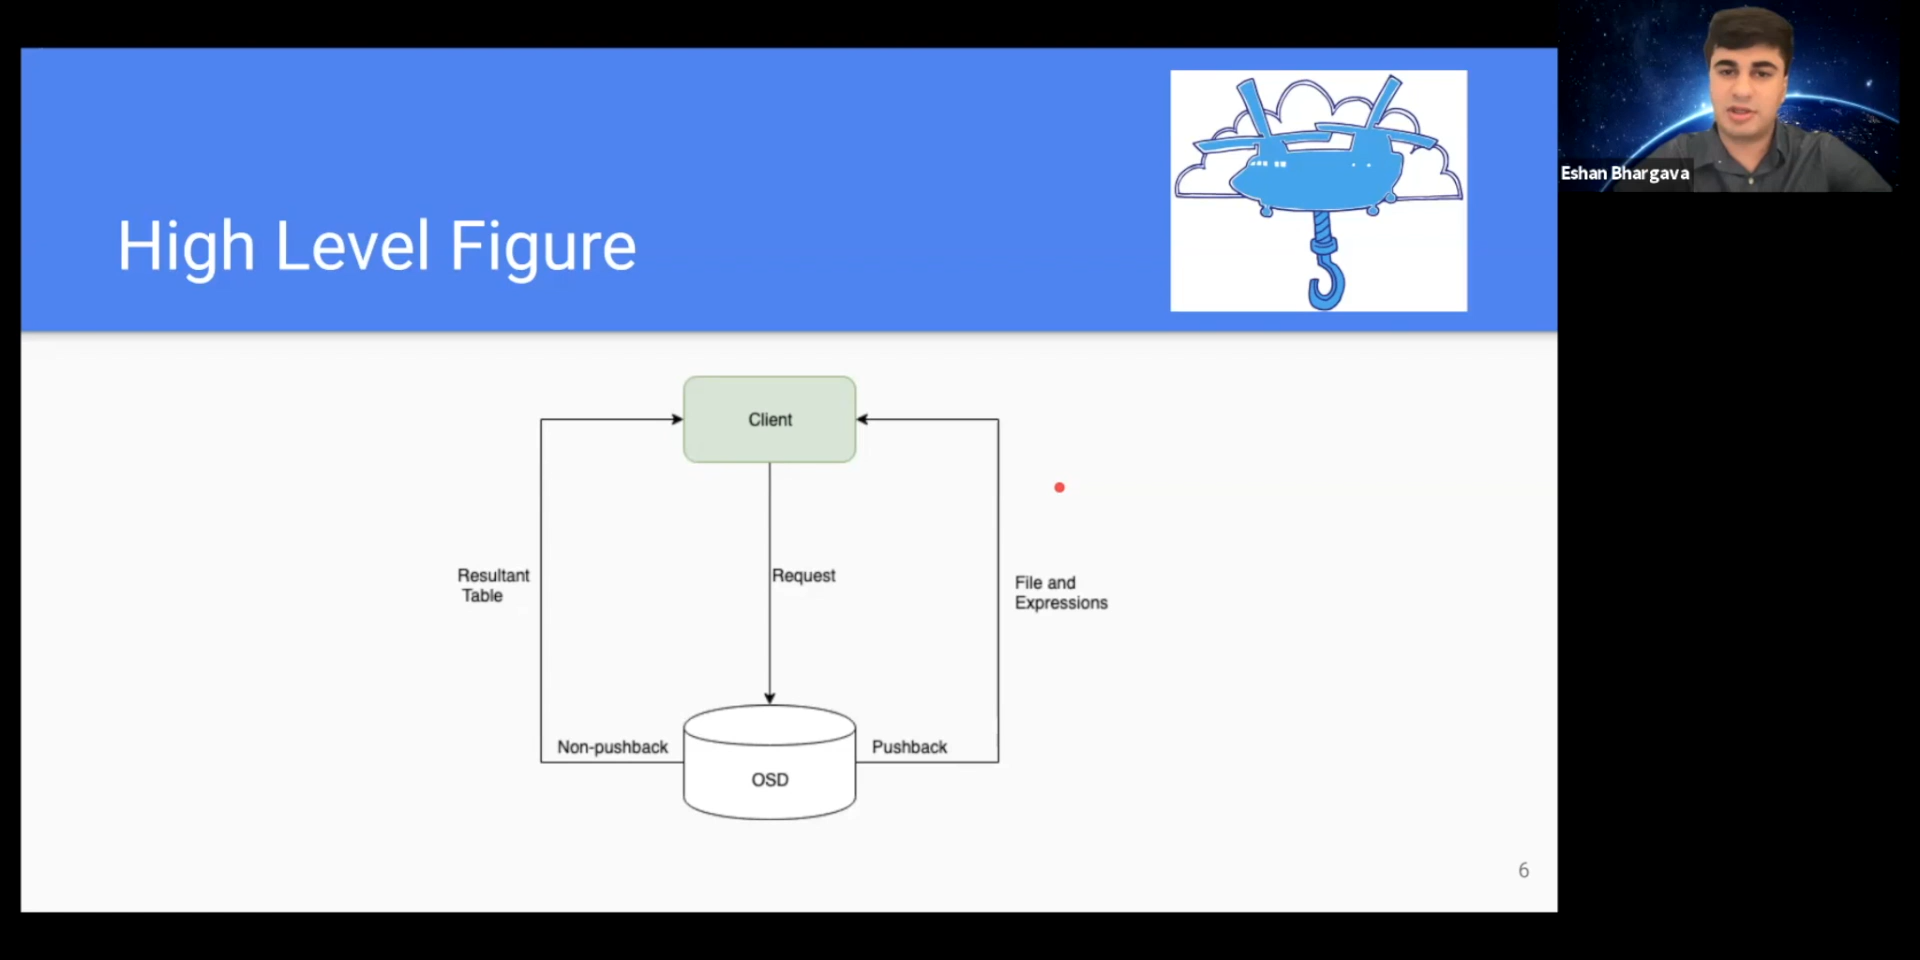 High Level Figure
Eshan Bhargava
Client
Resultant
Table
Request
File and
Expressions
Non-pushback
Pushback
OSD
6